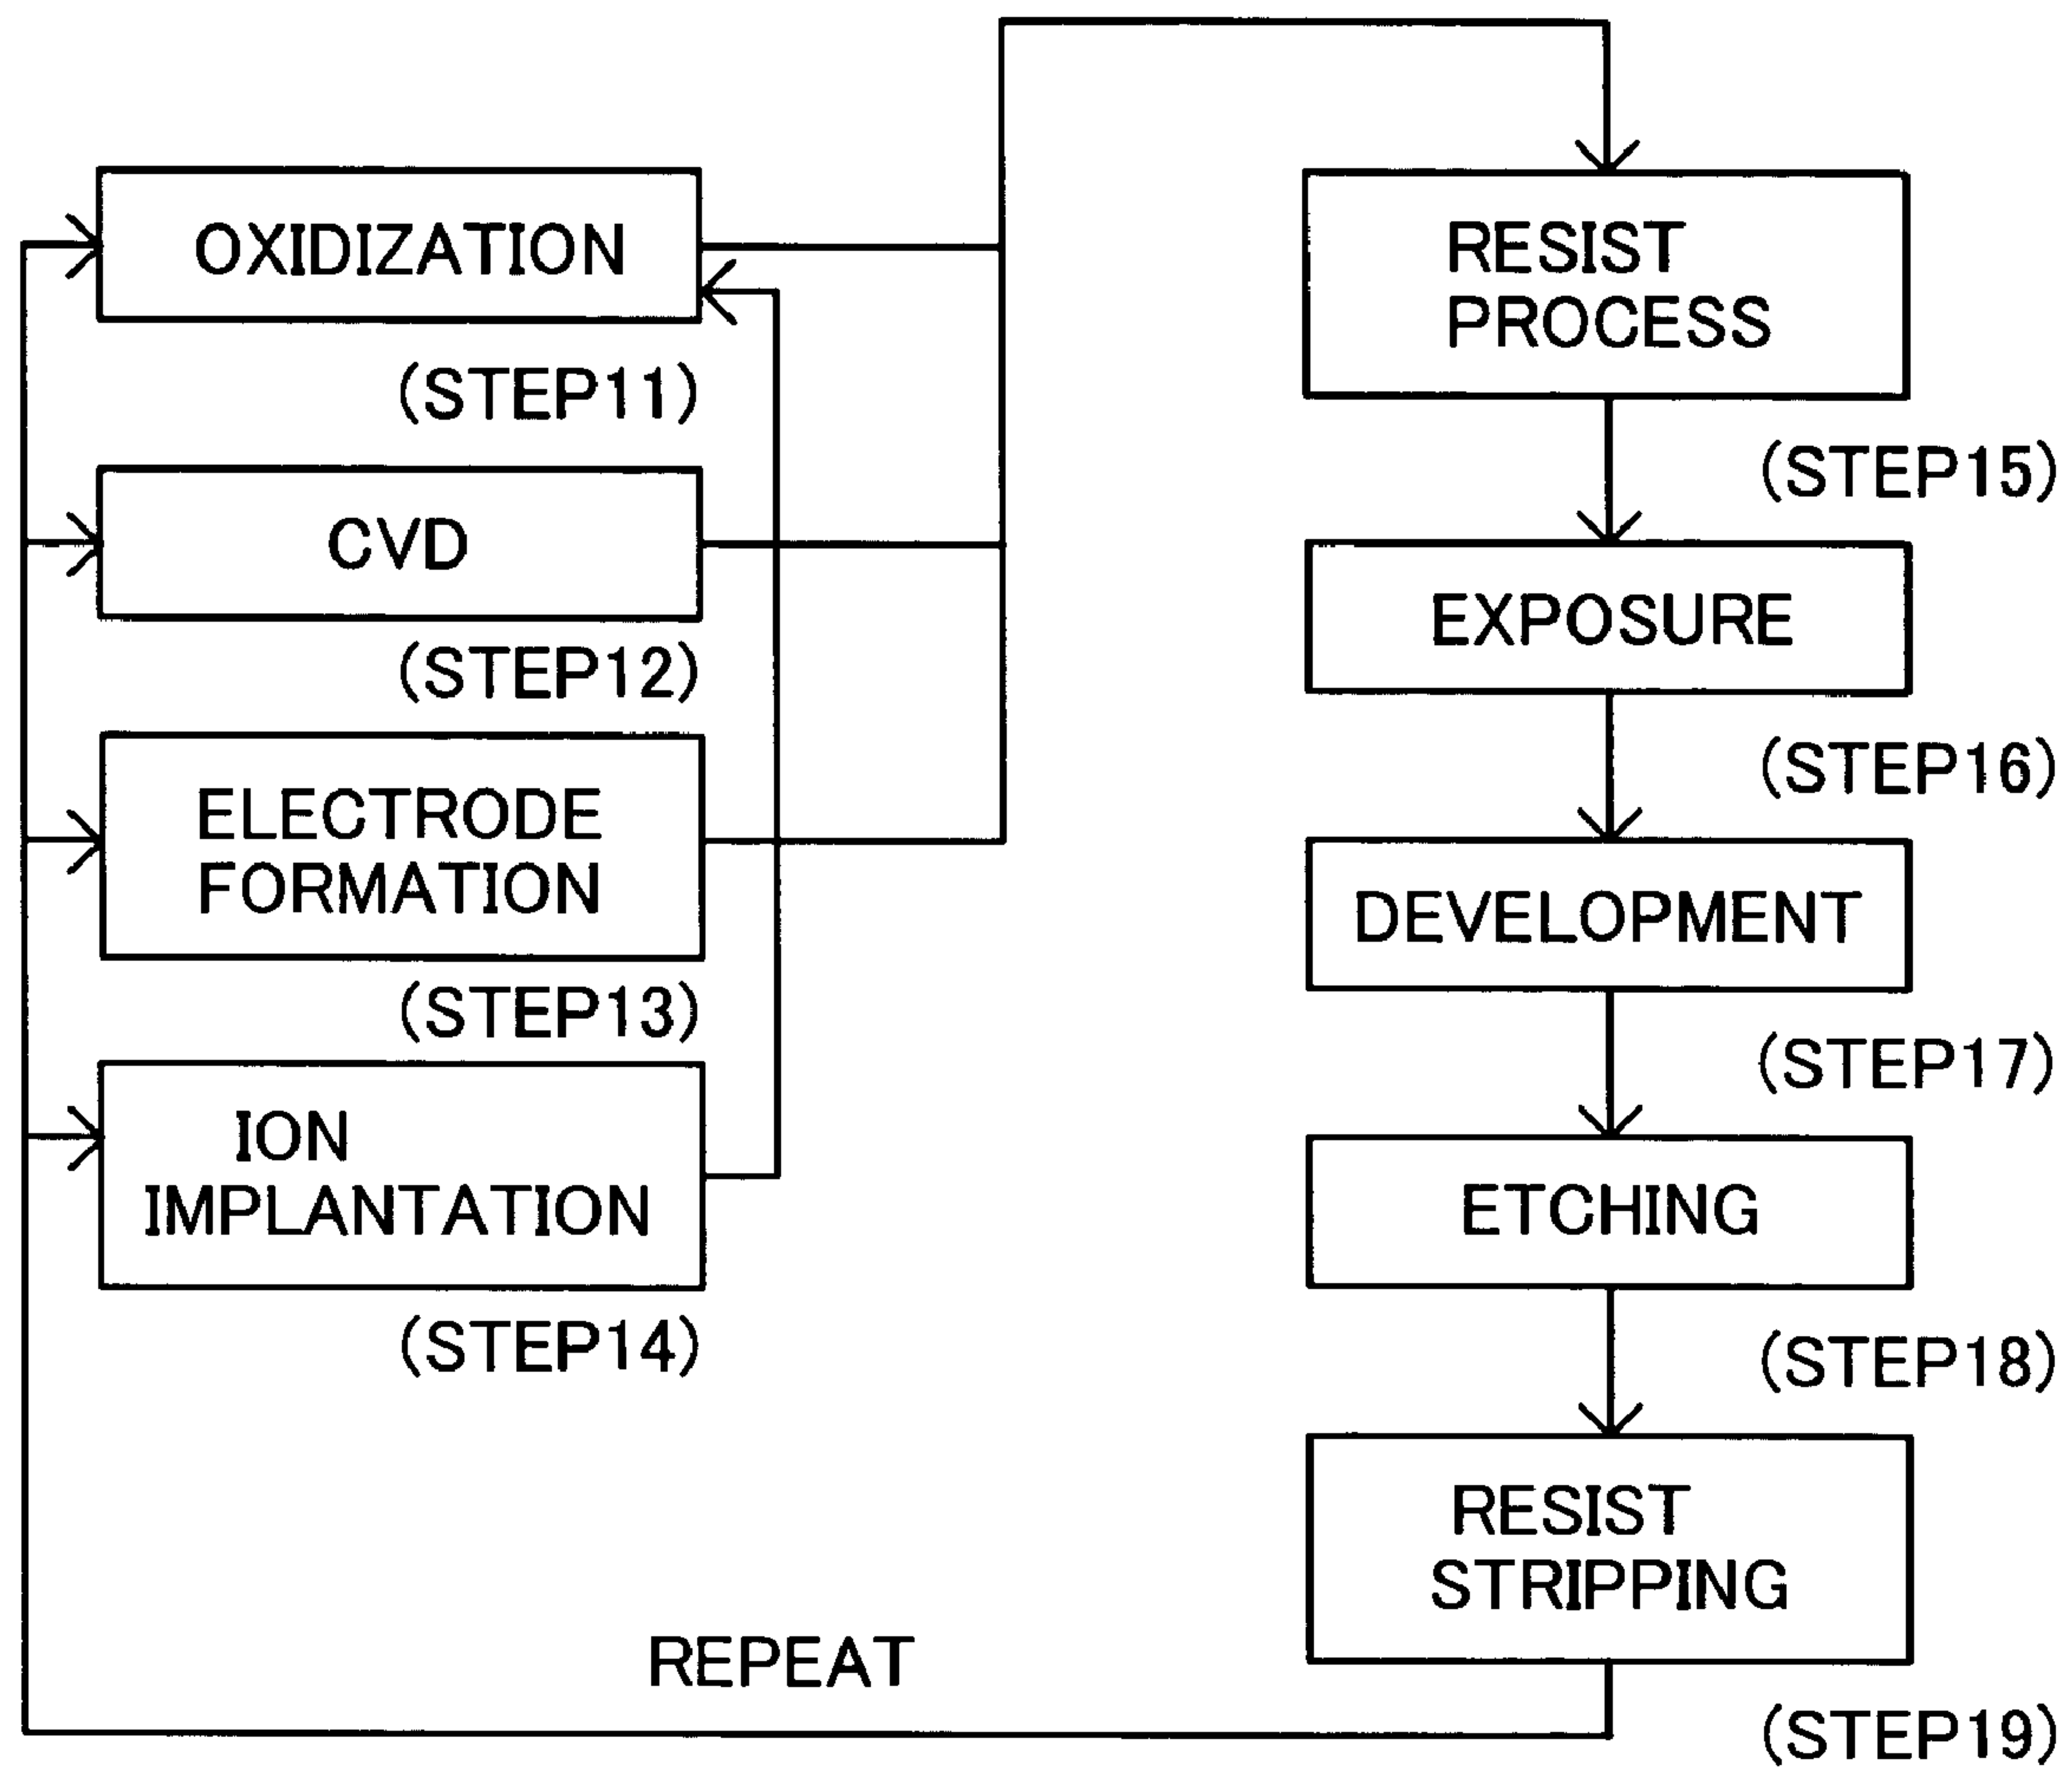 OXIDIZATION
(STEP11)
CVD
(STEP12)
ELECTRODE
FORMATION
(STEP13)
ION
IMPLANTATION
(STEP14)
RESIST
PROCESS
(STEP15)
EXPOSURE
(STEP16)
DEVELOPMENT
(STEP17)
ETCHING
(STEP18)
RESIST
STRIPPING
(STEP19)
REPEAT